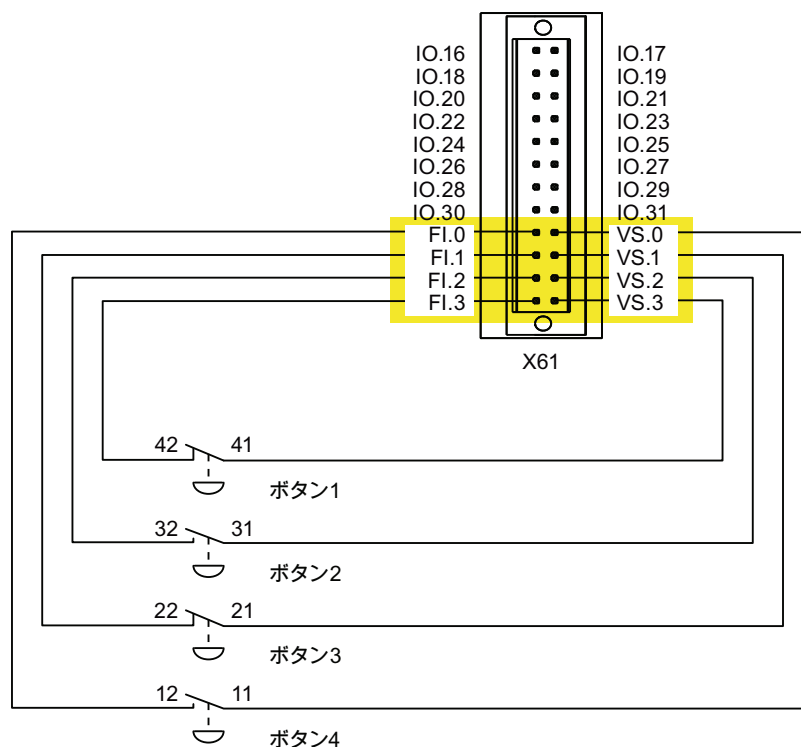 IO.16 IO.17
IO.18 IO.19
IO.20 IO.21
IO.22 IO.23
IO.24 IO.25
IO.26 IO.27
IO.28 IO.29
IO.30 IO.31
FI.0 VS.0
FI.1 VS.1
FI.2 VS.2
FI.3 VS.3
X61
42 41
ボタン1
32 31
ボタン2
22 21
ボタン3
12 11
ボタン4